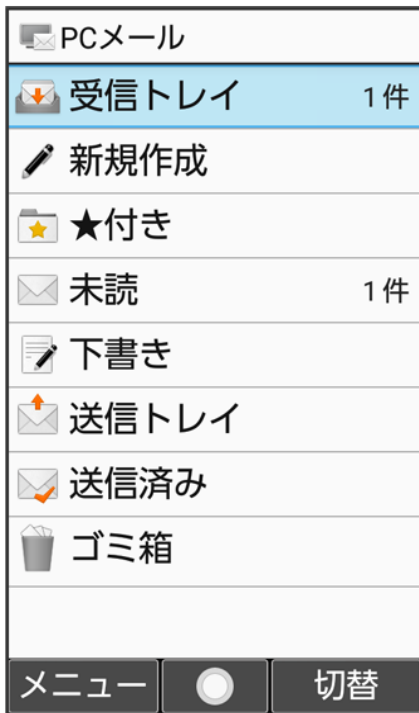 PCメール
受信トレイ 1件
新規作成
★付き
未読 1件
下書き
送信トレイ
送信済み
ゴミ箱
メニュー 切替